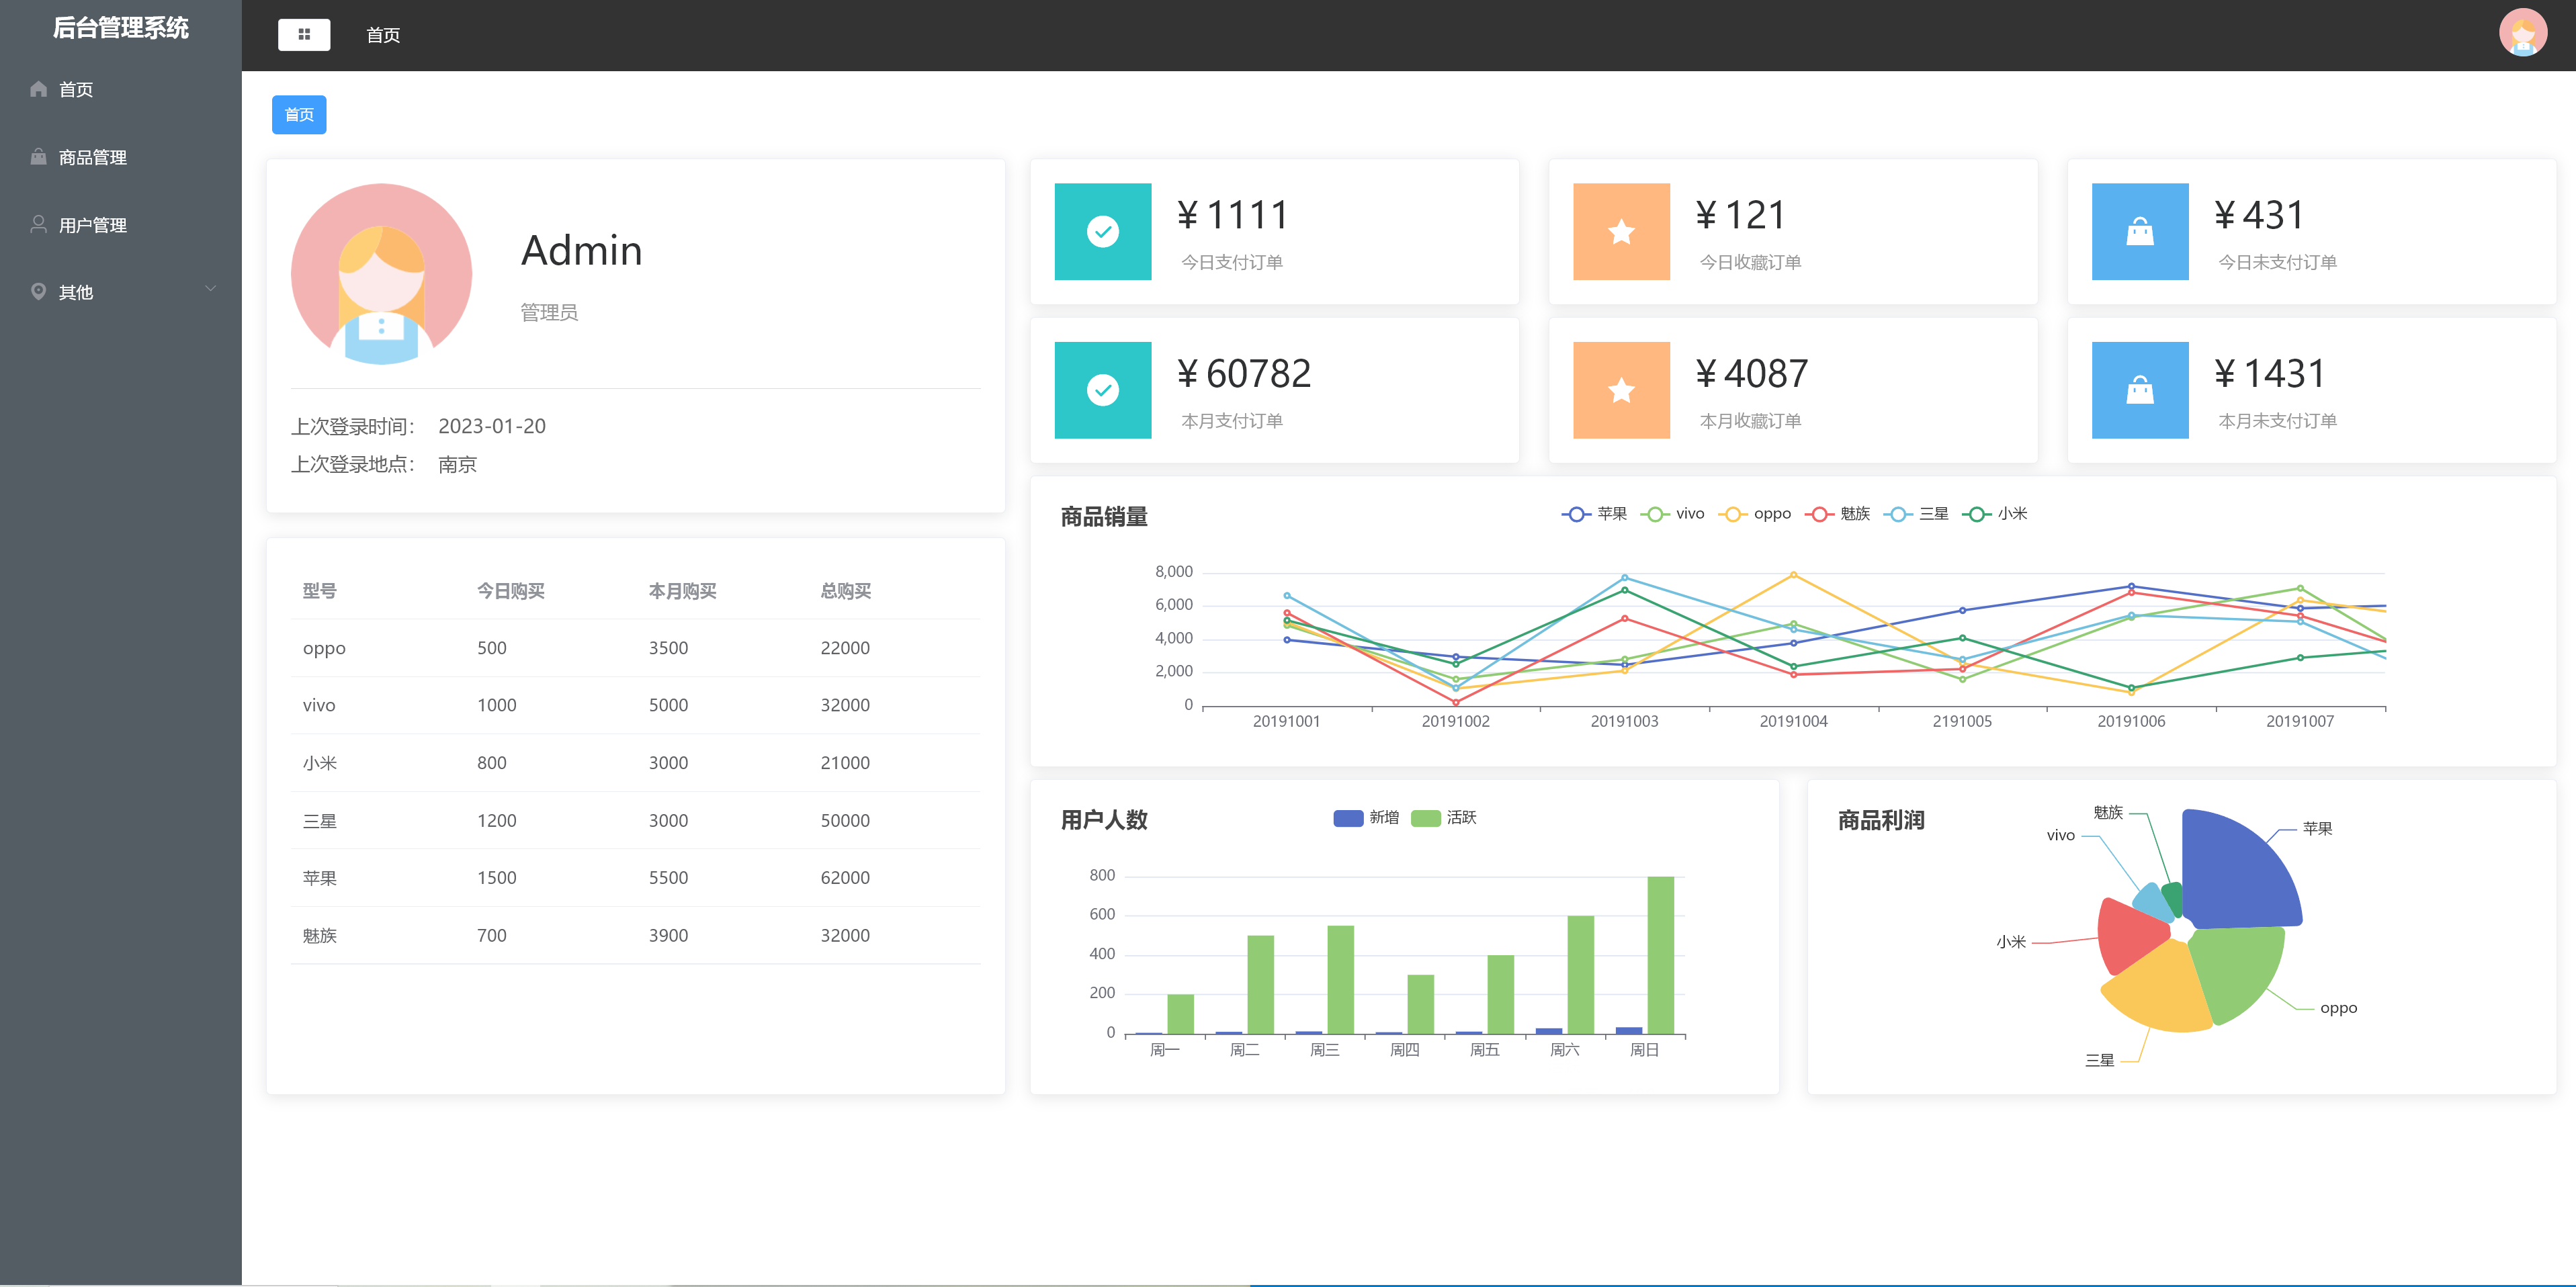 后台管理系统
首页
商品管理
用户管理
其他
首页
首页
Admin
管理员
上次登录时间： 2023-01-20
上次登录地点： 南京
型号 今日购买 本月购买 总购买
oppo 500 3500 22000
vivo 1000 5000 32000
小米 800 3000 21000
三星 1200 3000 50000
苹果 1500 5500 62000
魅族 700 3900 32000
¥ 1111
今日支付订单
¥ 121
今日收藏订单
¥ 431
今日未支付订单
¥ 60782
本月支付订单
¥ 4087
本月收藏订单
¥ 1431
本月未支付订单
商品销量
苹果 vivo oppo 魅族 三星 小米
8,000
6,000
4,000
2,000
0
20191001 20191002 20191003 20191004 2191005 20191006 20191007
用户人数
新增 活跃
800
600
400
200
0
周一 周二 周三 周四 周五 周六 周日
商品利润
魅族
苹果
vivo
小米
oppo
三星